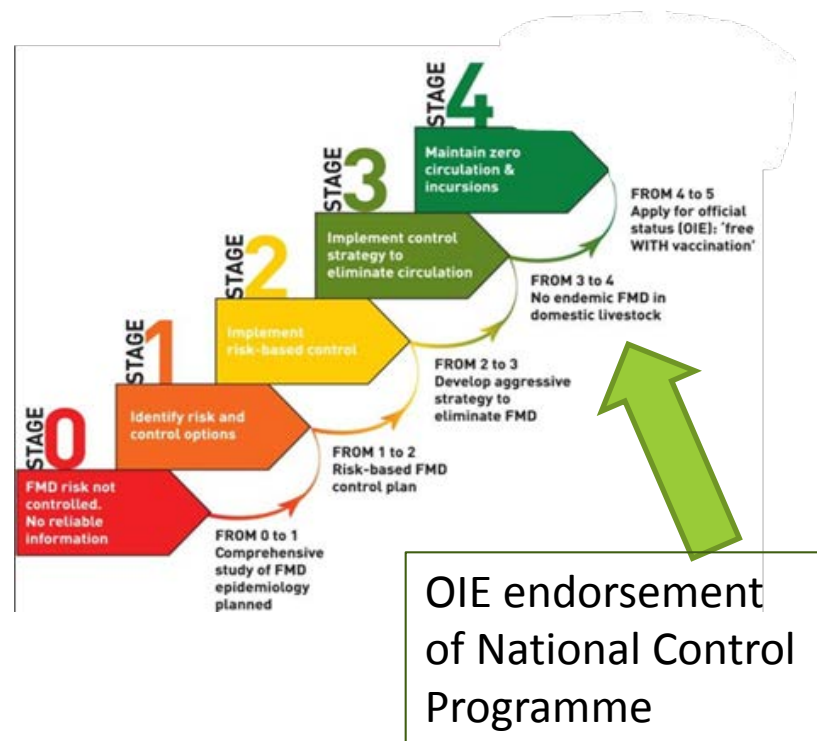 STAGE 4
Maintain zero
circulation &
incursions
FROM 4 to 5
Apply for official
status (OIE): ‘free
WITH vaccination’
STAGE 3
Implement control
strategy to
eliminate circulation
FROM 3 to 4
No endemic FMD in
domestic livestock
STAGE 2
Implement
risk-based control
FROM 2 to 3
Develop aggressive
strategy to
eliminate FMD
STAGE 1
Identify risk and
control options
FROM 1 to 2
Risk-based FMD
control plan
STAGE 0
FMD risk not
controlled.
No reliable
information
FROM 0 to 1
Comprehensive
study of FMD
epidemiology
planned
OIE endorsement
of National Control
Programme